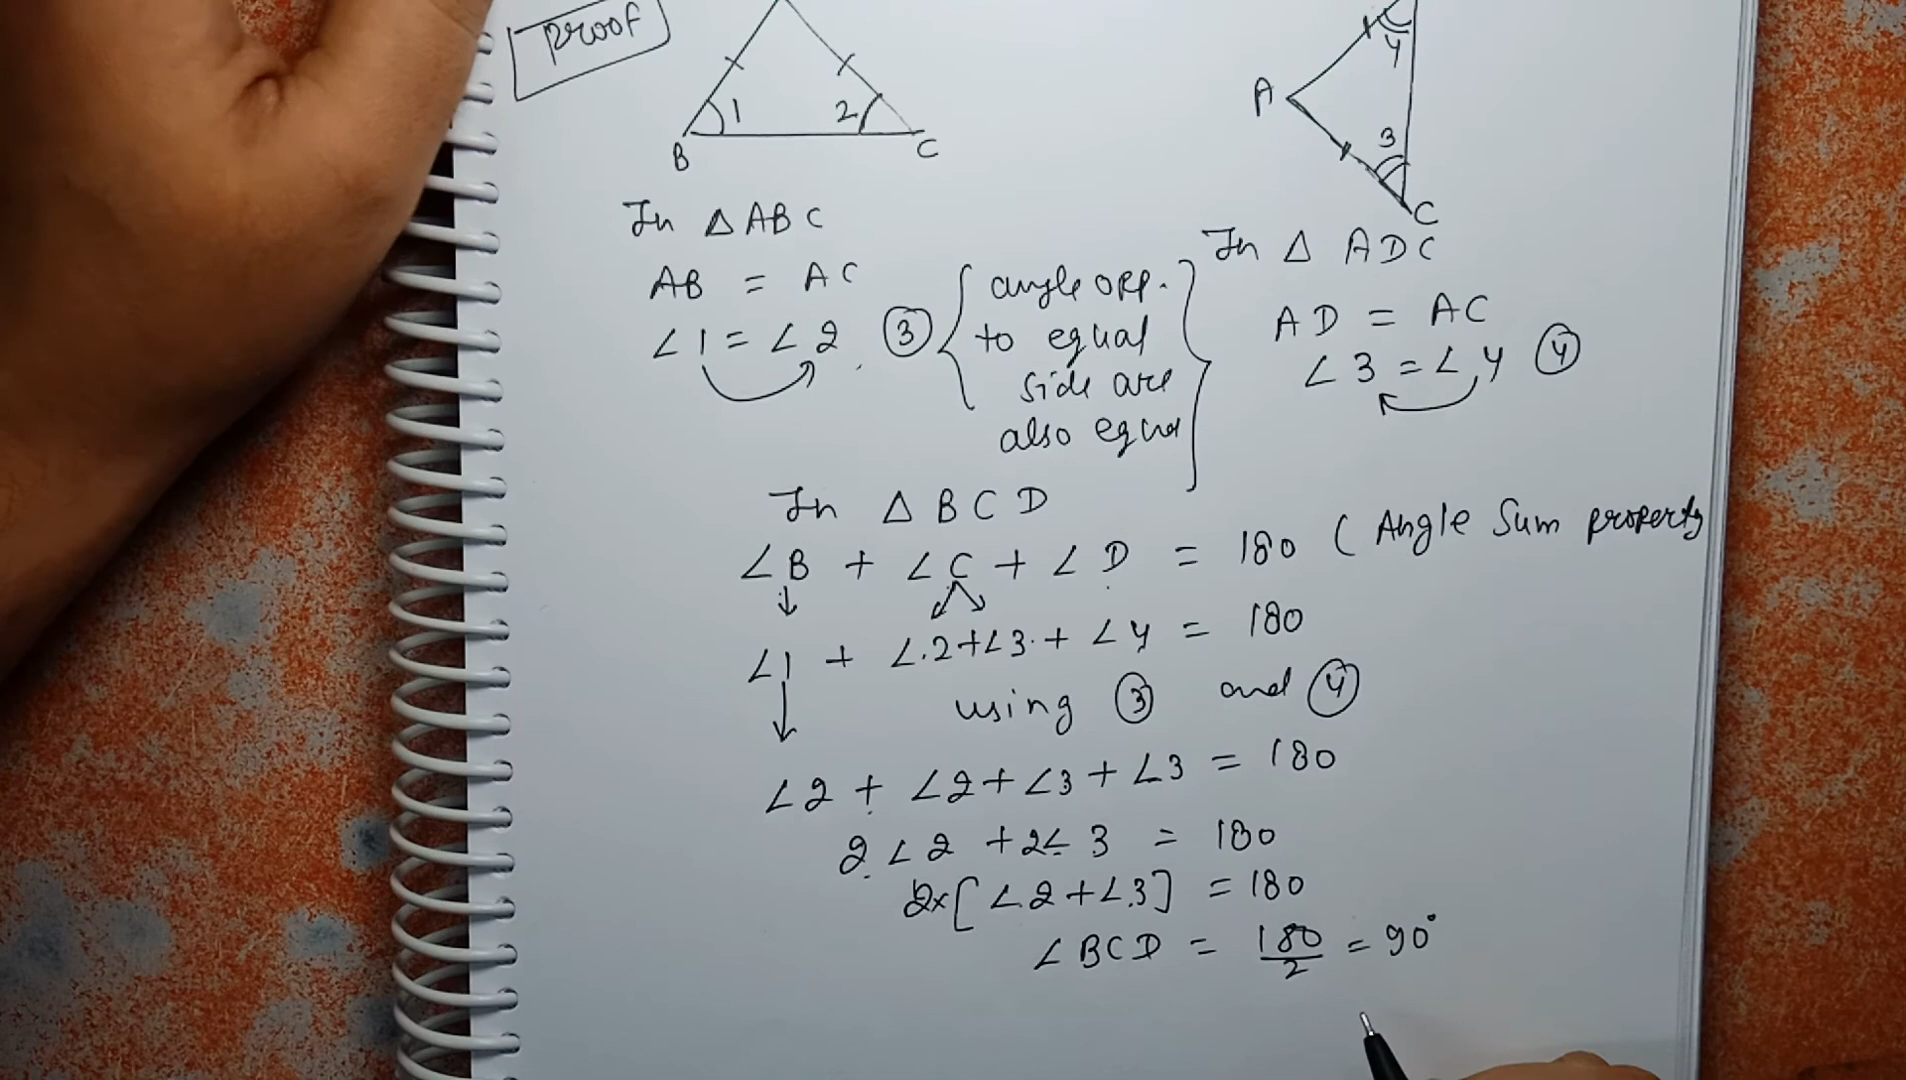 proof
1 2
B C
4
A
3
C
In △ ABC
AB = AC
∠1 = ∠2 ③ { angle opp. to equal side are also equal }
In △ ADC
AD = AC
∠3 = ∠4 ④
In △ BCD
∠B + ∠C + ∠D = 180 ( Angle Sum property
∠1 + ∠2+∠3 + ∠4 = 180
using ③ and ④
∠2 + ∠2 + ∠3 + ∠3 = 180
2∠2 + 2∠3 = 180
2×[∠2+∠3] = 180
∠BCD = 180/2 = 90°